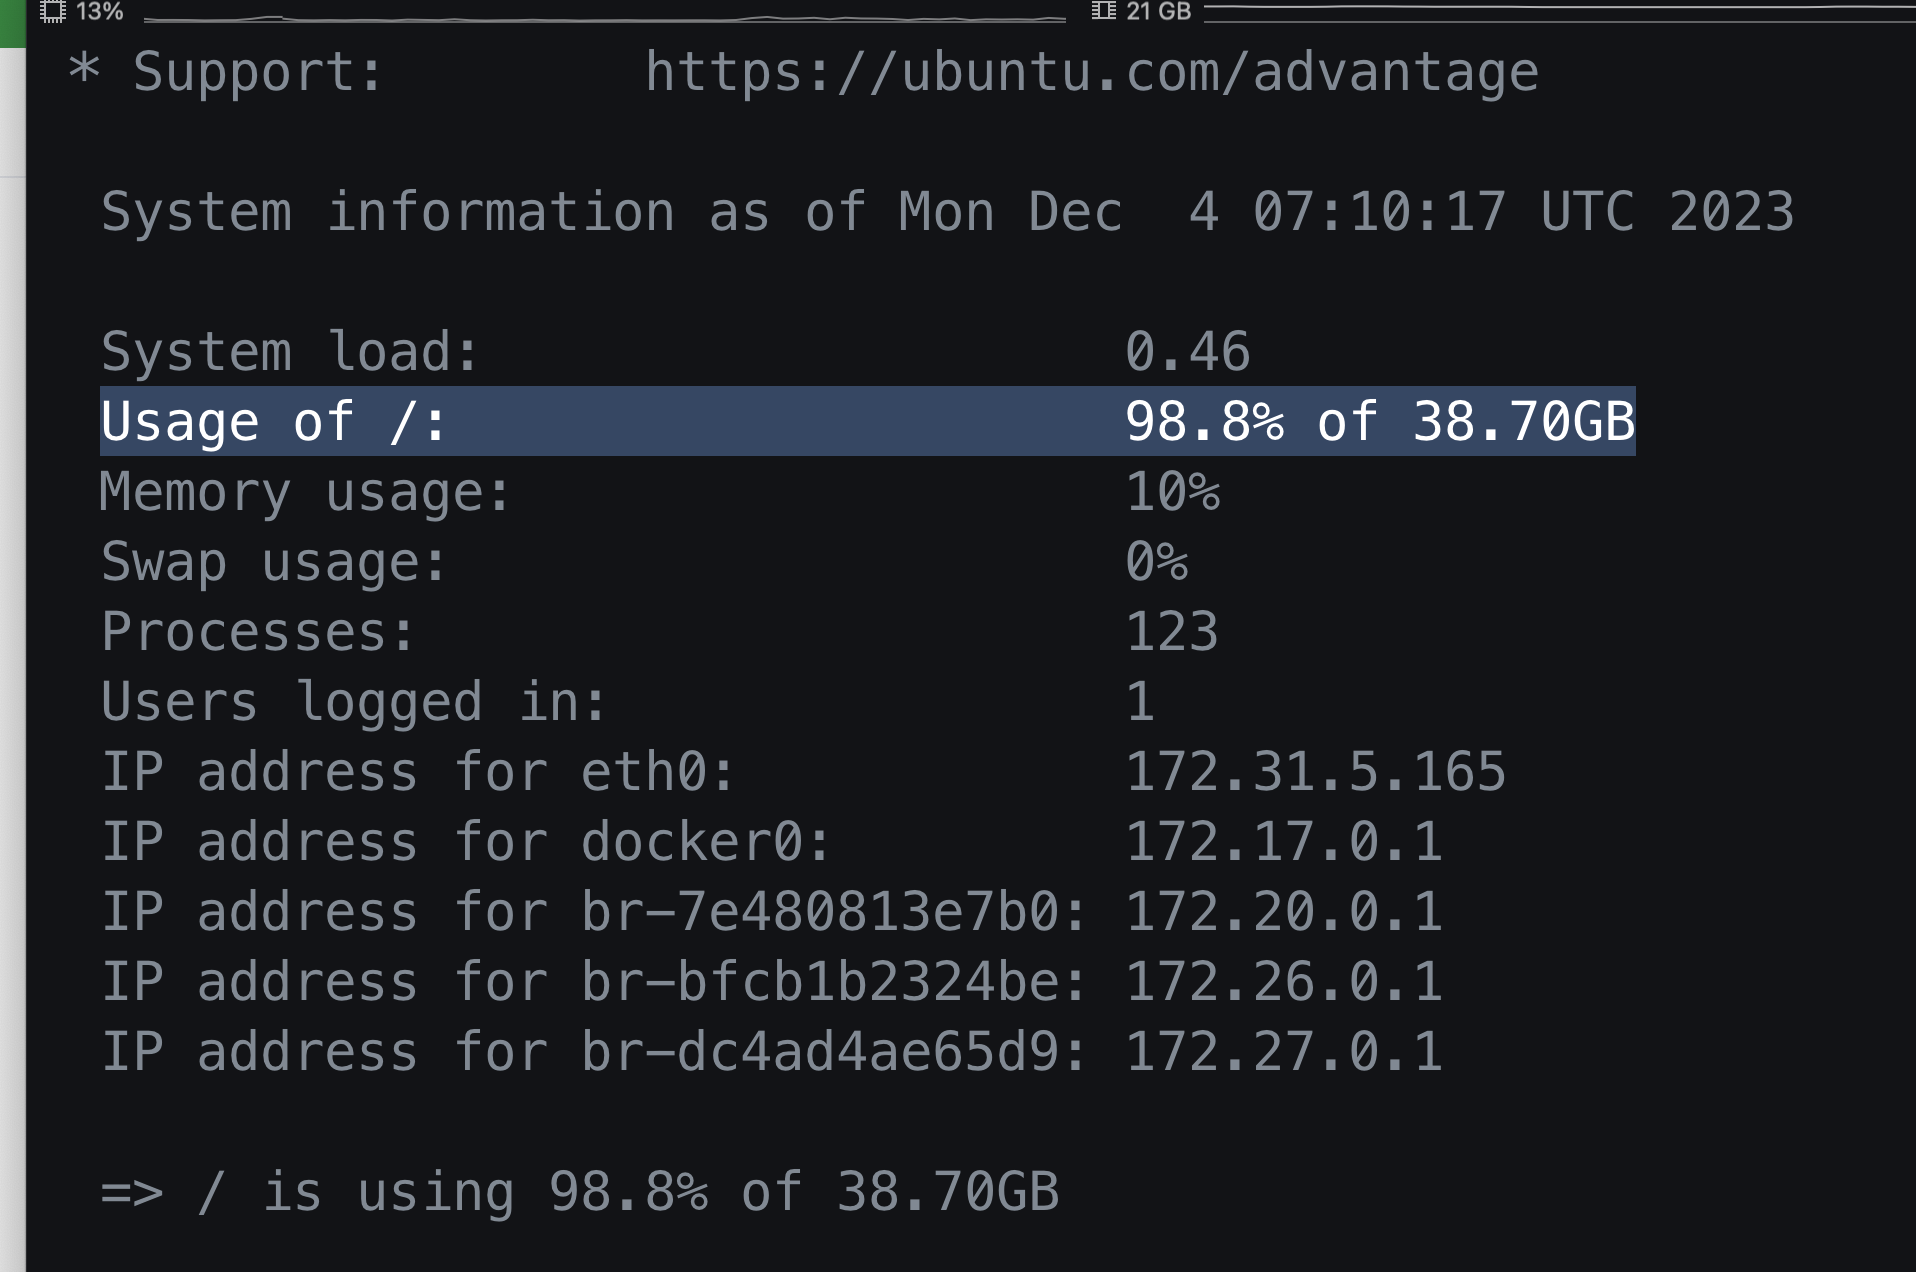 13% 21 GB
* Support: https://ubuntu.com/advantage
System information as of Mon Dec  4 07:10:17 UTC 2023
System load: 0.46
Usage of /: 98.8% of 38.70GB
Memory usage: 10%
Swap usage: 0%
Processes: 123
Users logged in: 1
IP address for eth0: 172.31.5.165
IP address for docker0: 172.17.0.1
IP address for br-7e480813e7b0: 172.20.0.1
IP address for br-bfcb1b2324be: 172.26.0.1
IP address for br-dc4ad4ae65d9: 172.27.0.1
=> / is using 98.8% of 38.70GB